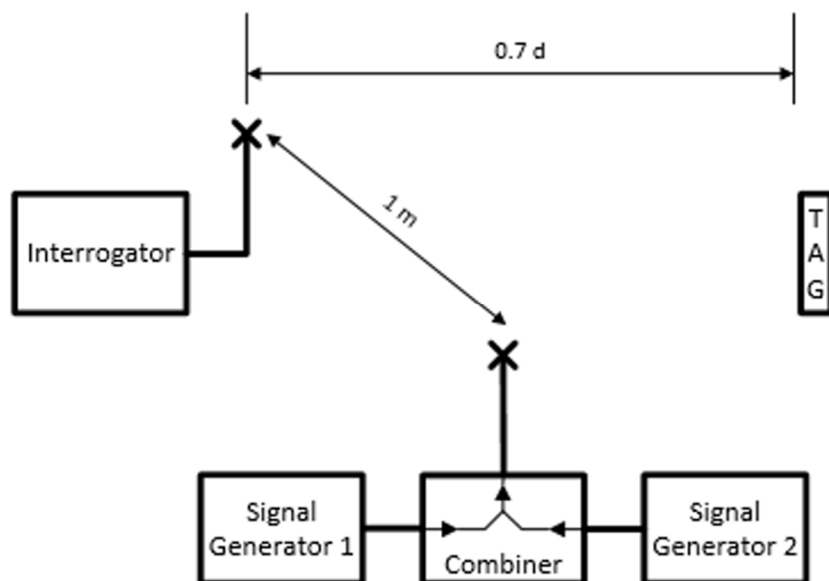 0.7 d
1 m
Interrogator
T
A
G
Signal
Generator 1
Combiner
Signal
Generator 2